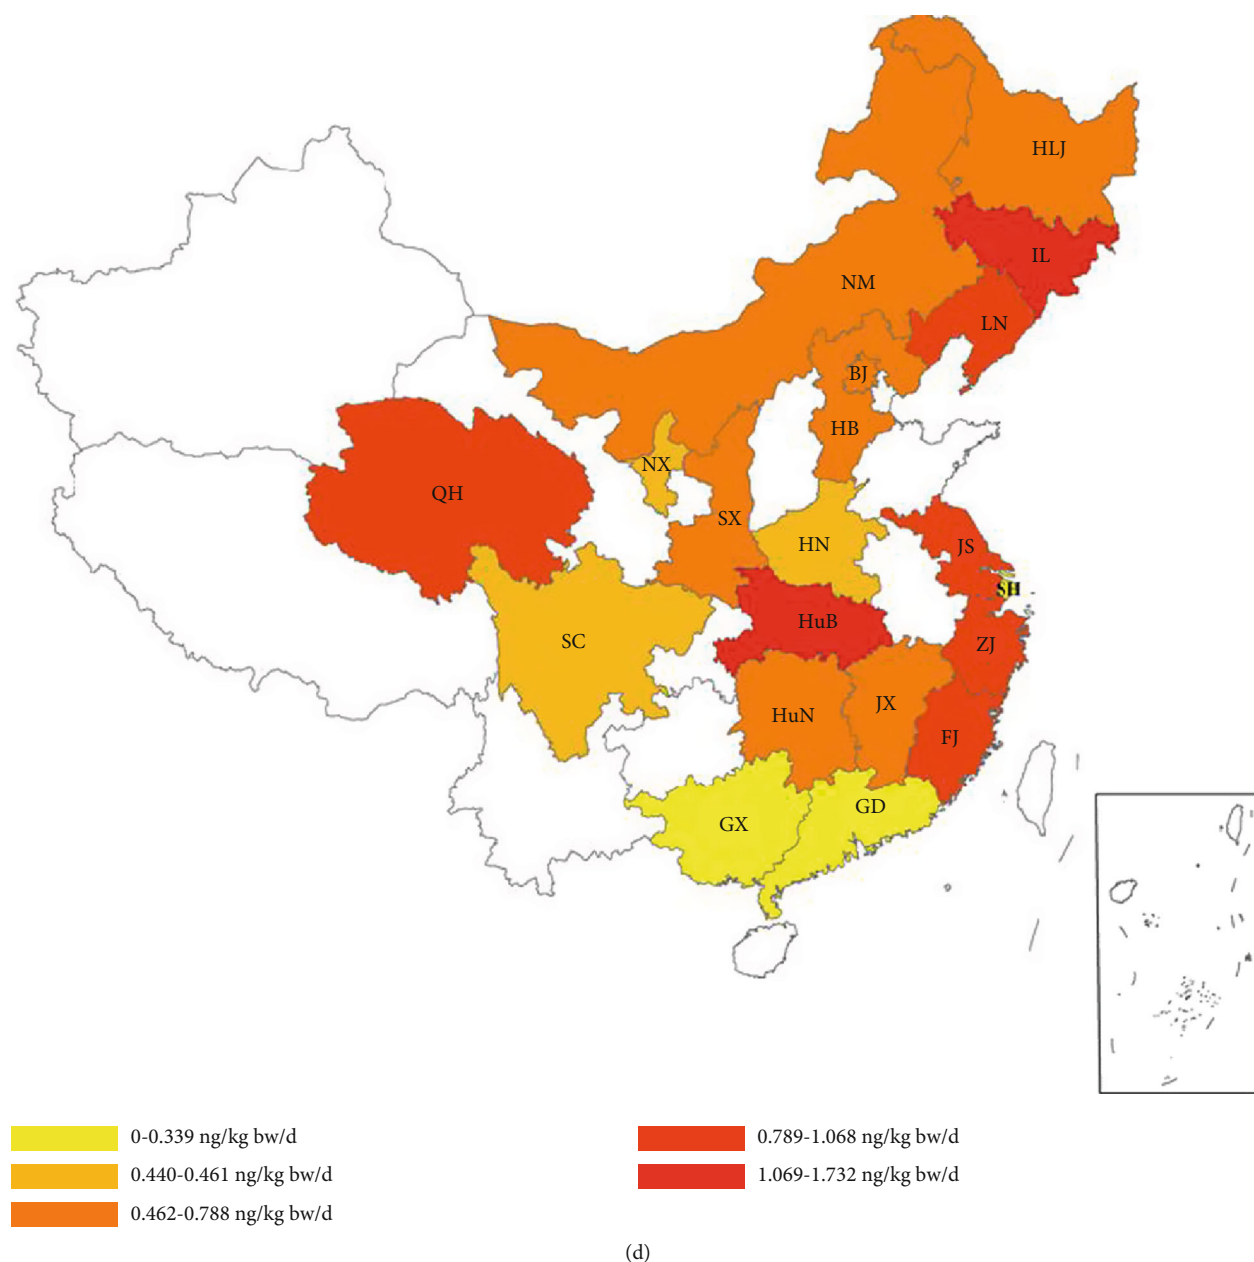 HLJ
IL
NM
LN
BJ
HB
NX
QH
SX
HN
JS
SH
HuB
ZJ
SC
JX
HuN
FJ
GD
GX
0-0.339 ng/kg bw/d
0.440-0.461 ng/kg bw/d
0.462-0.788 ng/kg bw/d
0.789-1.068 ng/kg bw/d
1.069-1.732 ng/kg bw/d
(d)